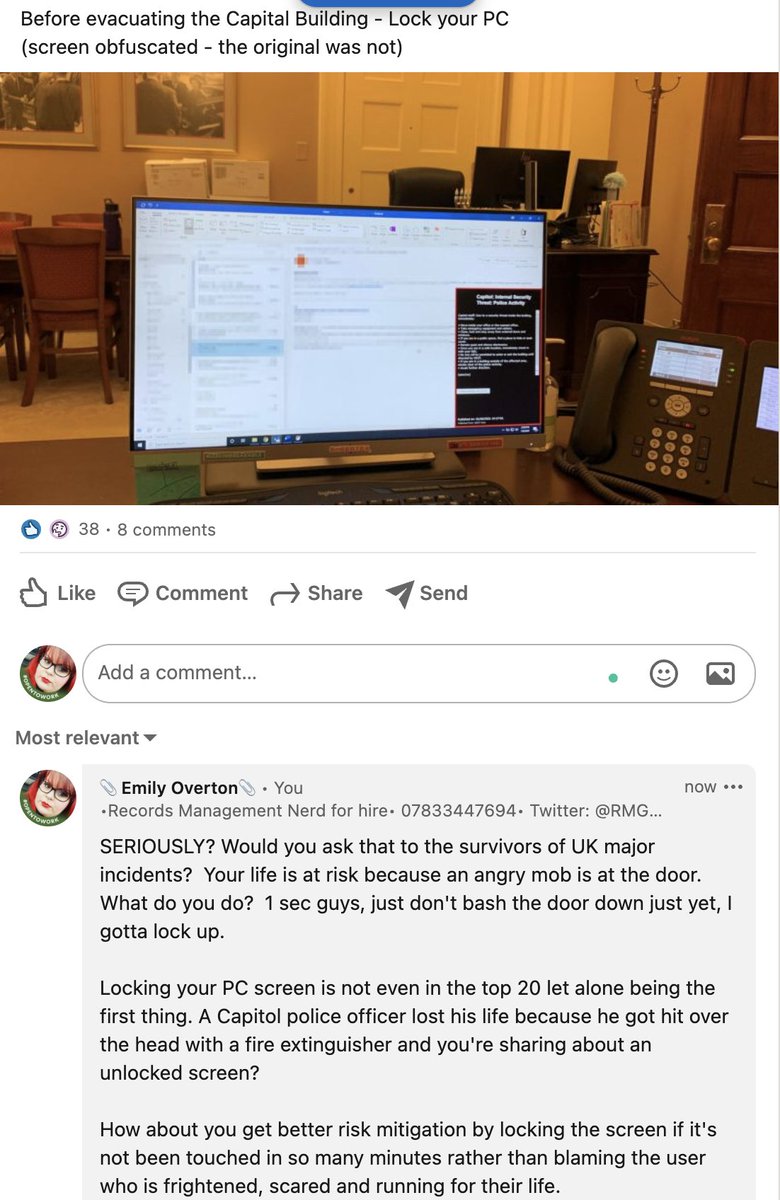 Before evacuating the Capital Building - Lock your PC
(screen obfuscated - the original was not)
Capitol: Internal Security
Threat: Police Activity
logitech
38 · 8 comments
Like Comment Share Send
Add a comment...
#OPENTOWORK
Most relevant
#OPENTOWORK
📎 Emily Overton📎 • You now
•Records Management Nerd for hire• 07833447694• Twitter: @RMG...
SERIOUSLY? Would you ask that to the survivors of UK major
incidents?  Your life is at risk because an angry mob is at the door.
What do you do?  1 sec guys, just don't bash the door down just yet, I
gotta lock up.
Locking your PC screen is not even in the top 20 let alone being the
first thing. A Capitol police officer lost his life because he got hit over
the head with a fire extinguisher and you're sharing about an
unlocked screen?
How about you get better risk mitigation by locking the screen if it's
not been touched in so many minutes rather than blaming the user
who is frightened, scared and running for their life.